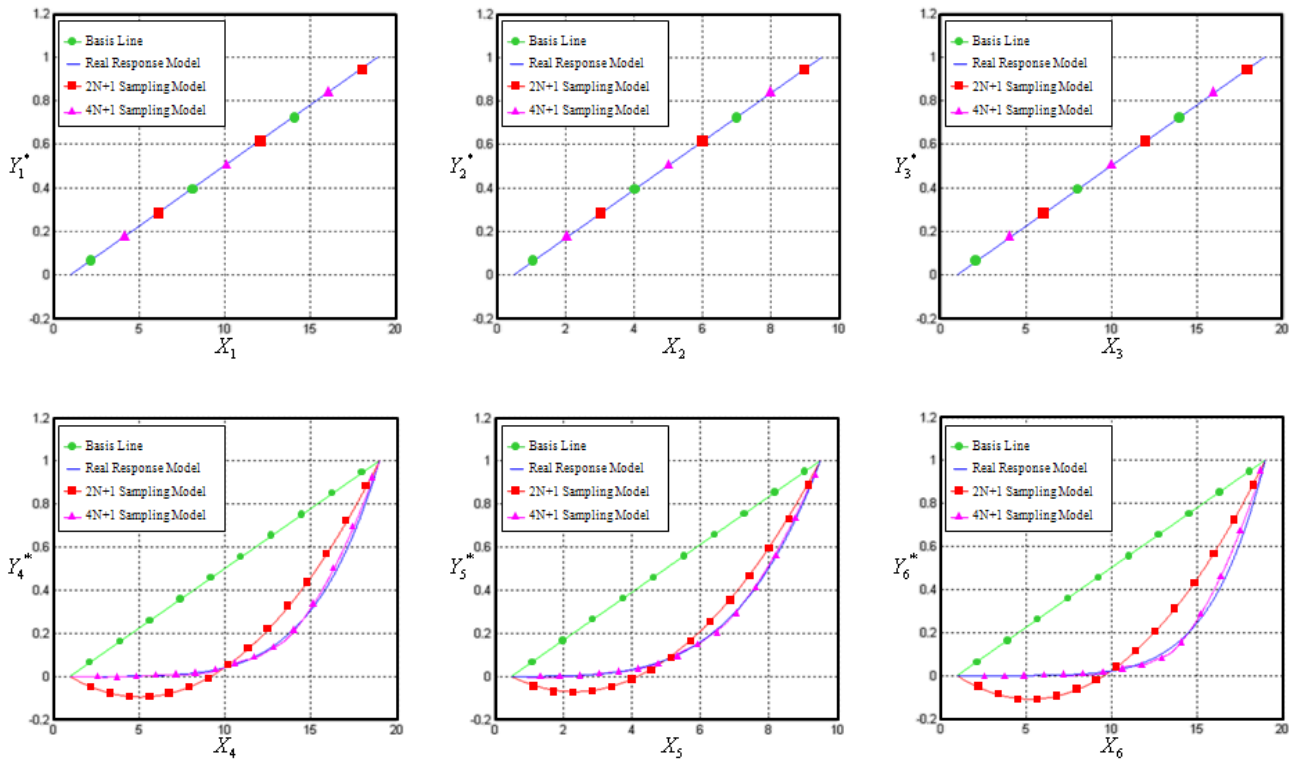 1.2
1
0.8
0.6
0.4
0.2
0
-0.2
Y₁*
Basis Line
Real Response Model
2N+1 Sampling Model
4N+1 Sampling Model
0 5 10 15 20
X₁
1.2
1
0.8
0.6
0.4
0.2
0
-0.2
Y₂*
Basis Line
Real Response Model
2N+1 Sampling Model
4N+1 Sampling Model
0 2 4 6 8 10
X₂
1.2
1
0.8
0.6
0.4
0.2
0
-0.2
Y₃*
Basis Line
Real Response Model
2N+1 Sampling Model
4N+1 Sampling Model
0 5 10 15 20
X₃
1.2
1
0.8
0.6
0.4
0.2
0
-0.2
Y₄*
Basis Line
Real Response Model
2N+1 Sampling Model
4N+1 Sampling Model
0 5 10 15 20
X₄
1.2
1
0.8
0.6
0.4
0.2
0
-0.2
Y₅*
Basis Line
Real Response Model
2N+1 Sampling Model
4N+1 Sampling Model
0 2 4 6 8 10
X₅
1.2
1
0.8
0.6
0.4
0.2
0
-0.2
Y₆*
Basis Line
Real Response Model
2N+1 Sampling Model
4N+1 Sampling Model
0 5 10 15 20
X₆